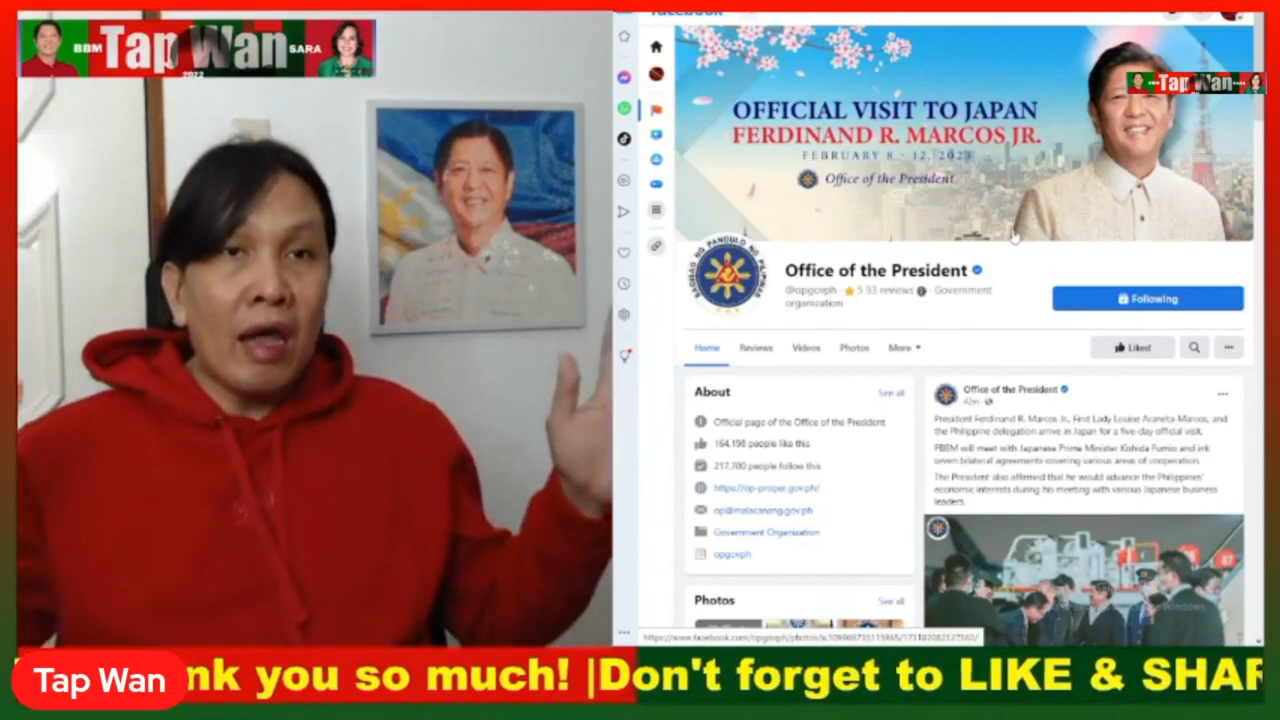 BBM Tap Wan SARA
2022
facebook
Tap Wan
OFFICIAL VISIT TO JAPAN
FERDINAND R. MARCOS JR.
FEBRUARY 8 - 12, 2023
Office of the President
Office of the President
@opgovph · 5 93 reviews · Government
organization
Following
Home Reviews Videos Photos More
Liked
About See all
Official page of the Office of the President
164,198 people like this
217,780 people follow this
https://op-proper.gov.ph/
op@malacanang.gov.ph
Government Organization
opgovph
Photos See all
Office of the President
42m
President Ferdinand R. Marcos Jr., First Lady Louise Araneta-Marcos, and
the Philippine delegation arrive in Japan for a five-day official visit.
PBBM will meet with Japanese Prime Minister Kishida Fumio and ink
seven bilateral agreements covering various areas of cooperation.
The President also affirmed that he would advance the Philippines'
economic interests during his meeting with various Japanese business
leaders.
Tap Wan
nk you so much! |Don't forget to LIKE & SHAR